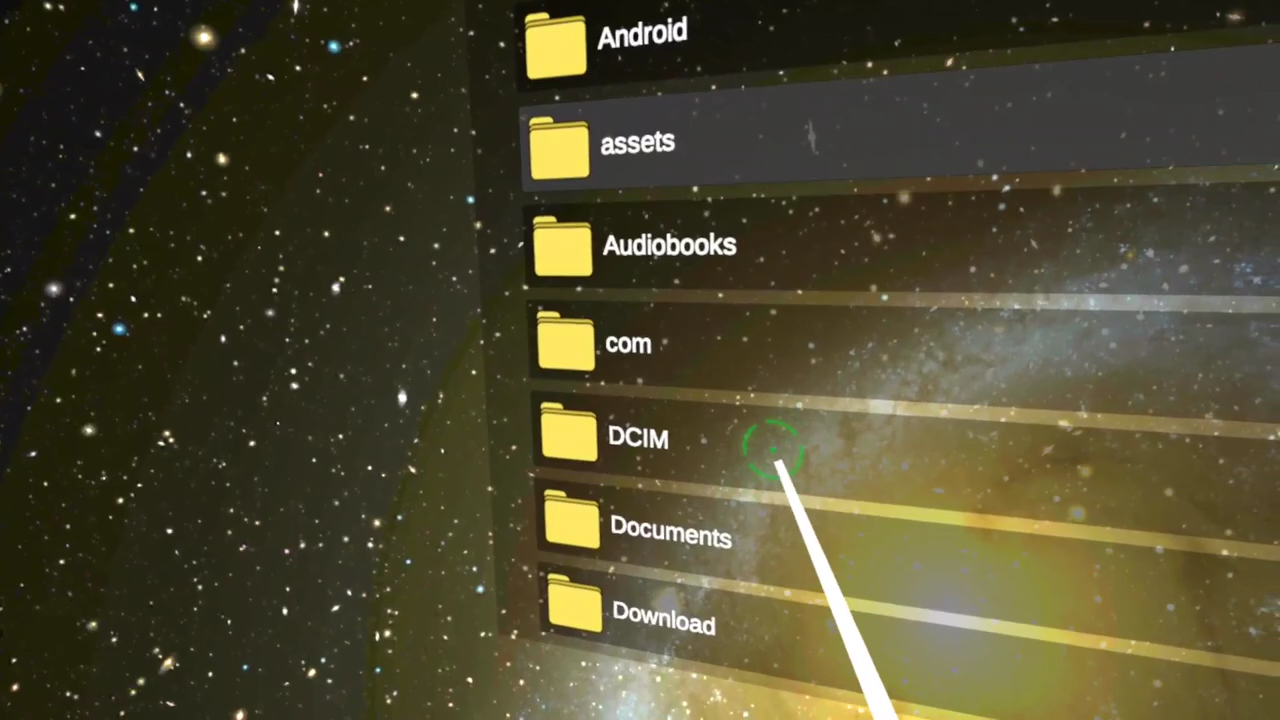 Android
assets
Audiobooks
com
DCIM
Documents
Download